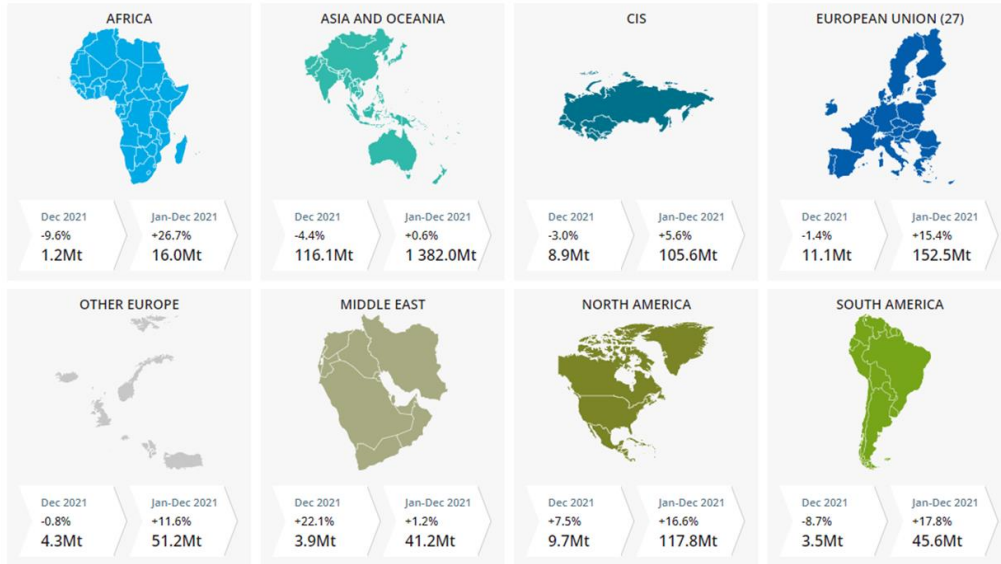 AFRICA
Dec 2021
-9.6%
1.2Mt
Jan-Dec 2021
+26.7%
16.0Mt
ASIA AND OCEANIA
Dec 2021
-4.4%
116.1Mt
Jan-Dec 2021
+0.6%
1 382.0Mt
CIS
Dec 2021
-3.0%
8.9Mt
Jan-Dec 2021
+5.6%
105.6Mt
EUROPEAN UNION (27)
Dec 2021
-1.4%
11.1Mt
Jan-Dec 2021
+15.4%
152.5Mt
OTHER EUROPE
Dec 2021
-0.8%
4.3Mt
Jan-Dec 2021
+11.6%
51.2Mt
MIDDLE EAST
Dec 2021
+22.1%
3.9Mt
Jan-Dec 2021
+1.2%
41.2Mt
NORTH AMERICA
Dec 2021
+7.5%
9.7Mt
Jan-Dec 2021
+16.6%
117.8Mt
SOUTH AMERICA
Dec 2021
-8.7%
3.5Mt
Jan-Dec 2021
+17.8%
45.6Mt